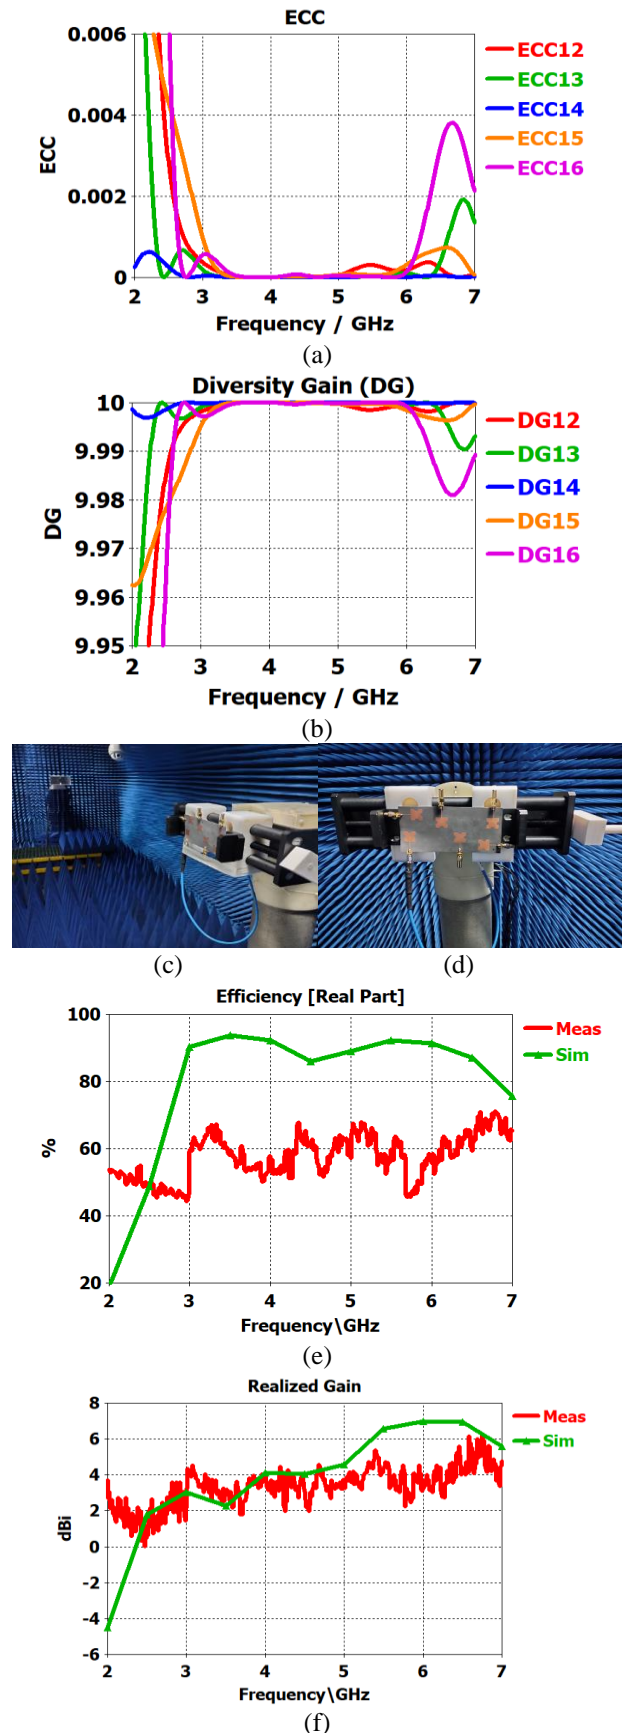 ECC
0.006
0.004
0.002
0
ECC
2 3 4 5 6 7
Frequency / GHz
ECC12
ECC13
ECC14
ECC15
ECC16
(a)
Diversity Gain (DG)
10
9.99
9.98
9.97
9.96
9.95
DG
2 3 4 5 6 7
Frequency / GHz
DG12
DG13
DG14
DG15
DG16
(b)
(c) (d)
Efficiency [Real Part]
100
80
60
40
20
%
2 3 4 5 6 7
Frequency\GHz
Meas
Sim
(e)
Realized Gain
8
6
4
2
0
-2
-4
-6
dBi
2 3 4 5 6 7
Frequency\GHz
Meas
Sim
(f)